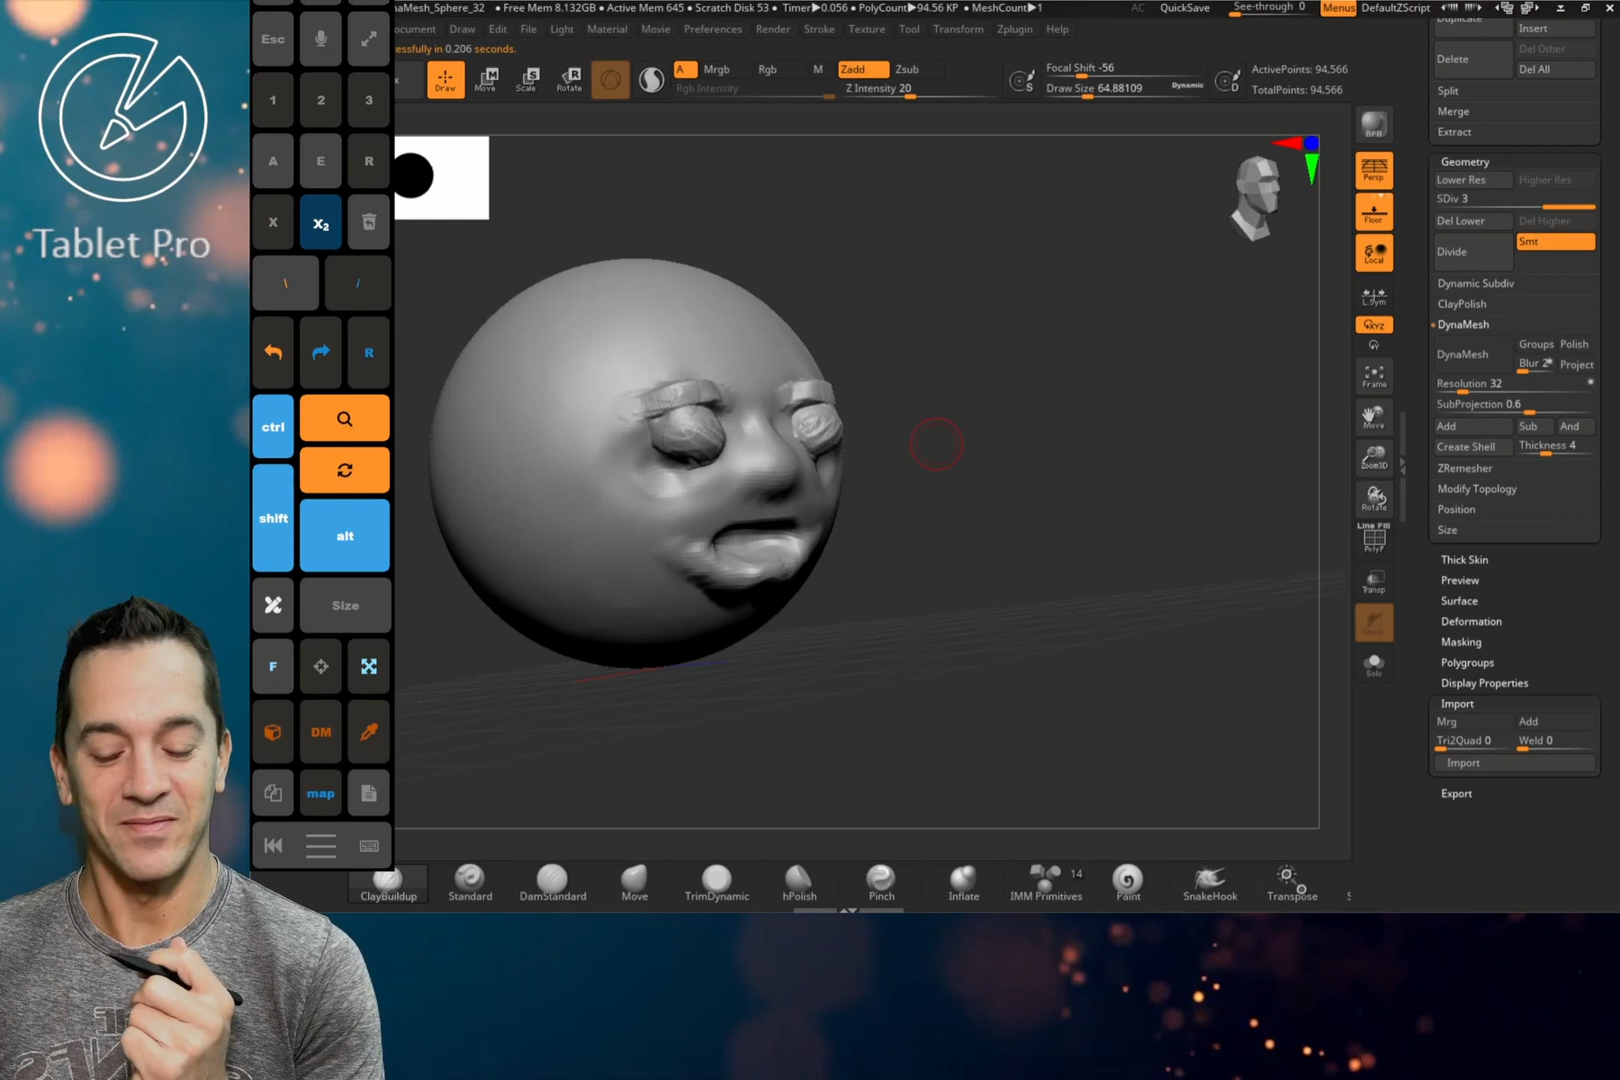 Tablet Pro
Esc
1 2 3
A E R
X X₂
\ /
R
ctrl
shift
alt
Size
F
DM
map
aMesh_Sphere_32 • Free Mem 8.132GB • Active Mem 645 • Scratch Disk 53 • Timer▶0.056 • PolyCount▶94.56 KP • MeshCount▶1
AC QuickSave See-through 0 Menus DefaultZScript
ocument Draw Edit File Light Material Movie Preferences Render Stroke Texture Tool Transform Zplugin Help
essfully in 0.206 seconds.
x Draw Move Scale Rotate
M S R
A Mrgb Rgb M Zadd Zsub
Rgb Intensity Z Intensity 20
Focal Shift -56
Draw Size 64.88109 Dynamic
S D
ActivePoints: 94,566
TotalPoints: 94,566
BPR
Persp
Floor
Local
L.Sym
XYZ
Frame
Move
Zoom3D
Rotate
Line Fill
PolyF
Transp
Solo
Duplicate Insert
Delete Del Other
Del All
Split
Merge
Extract
Geometry
Lower Res Higher Res
SDiv 3
Del Lower Del Higher
Divide Smt
Dynamic Subdiv
ClayPolish
DynaMesh
DynaMesh Groups Polish
Blur 2 Project
Resolution 32
SubProjection 0.6
Add Sub And
Create Shell Thickness 4
ZRemesher
Modify Topology
Position
Size
Thick Skin
Preview
Surface
Deformation
Masking
Polygroups
Display Properties
Import
Mrg Add
Tri2Quad 0 Weld 0
Import
Export
14
ClayBuildup Standard DamStandard Move TrimDynamic hPolish Pinch Inflate IMM Primitives Paint SnakeHook Transpose S